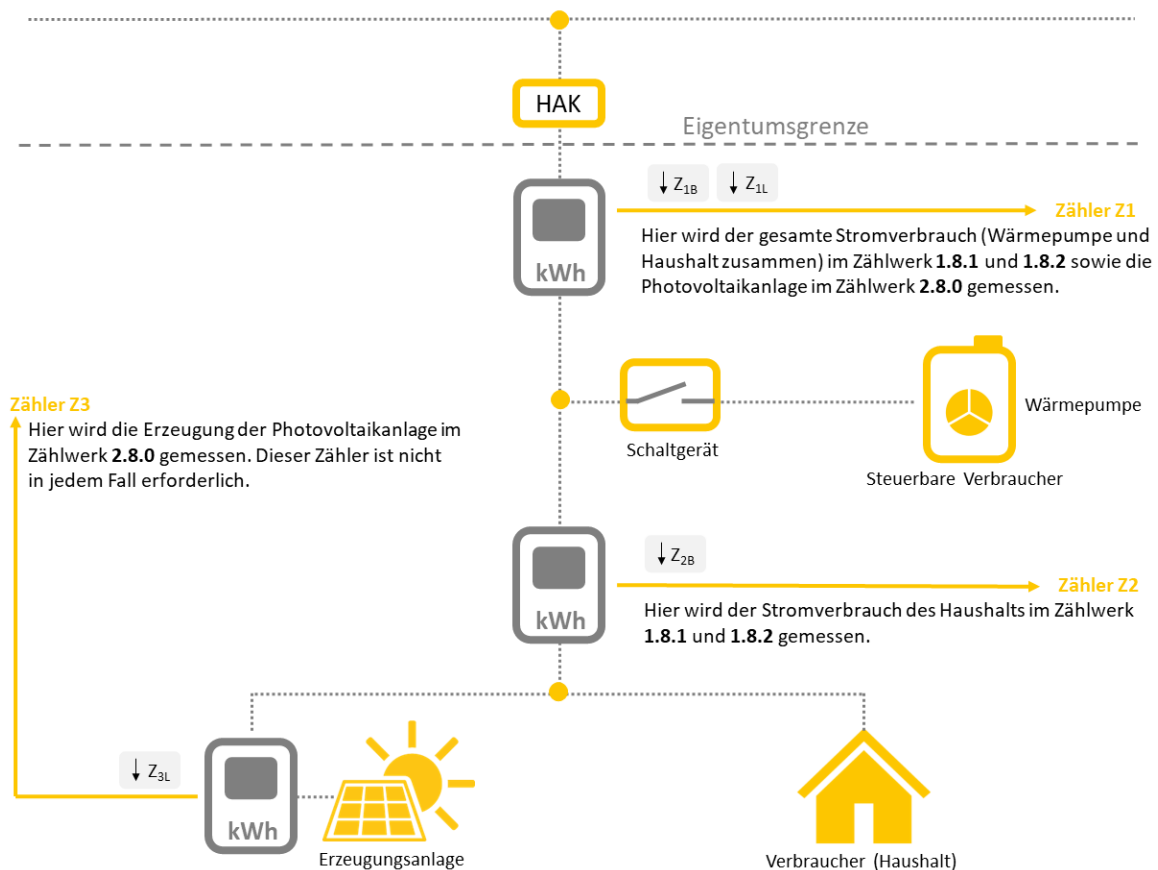 HAK
Eigentumsgrenze
↓ Z1B ↓ Z1L
Zähler Z1
kWh
Hier wird der gesamte Stromverbrauch (Wärmepumpe und
Haushalt zusammen) im Zählwerk 1.8.1 und 1.8.2 sowie die
Photovoltaikanlage im Zählwerk 2.8.0 gemessen.
Schaltgerät
Wärmepumpe
Steuerbare Verbraucher
Zähler Z3
Hier wird die Erzeugung der Photovoltaikanlage im
Zählwerk 2.8.0 gemessen. Dieser Zähler ist nicht
in jedem Fall erforderlich.
↓ Z2B
Zähler Z2
kWh
Hier wird der Stromverbrauch des Haushalts im Zählwerk
1.8.1 und 1.8.2 gemessen.
↓ Z3L
kWh
Erzeugungsanlage
Verbraucher (Haushalt)